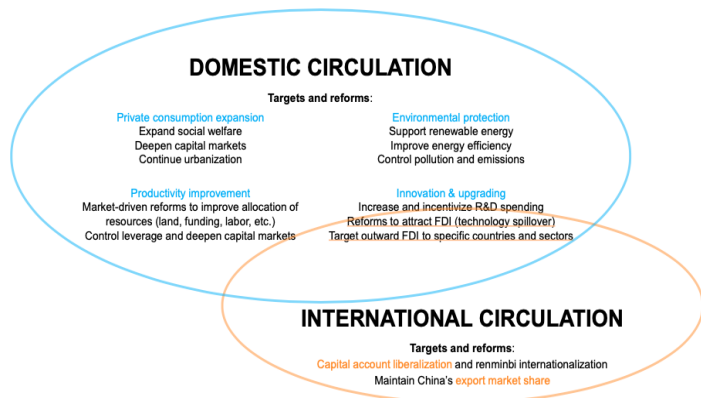 DOMESTIC CIRCULATION
Targets and reforms:
Private consumption expansion
Expand social welfare
Deepen capital markets
Continue urbanization
Environmental protection
Support renewable energy
Improve energy efficiency
Control pollution and emissions
Productivity improvement
Market-driven reforms to improve allocation of
resources (land, funding, labor, etc.)
Control leverage and deepen capital markets
Innovation & upgrading
Increase and incentivize R&D spending
Reforms to attract FDI (technology spillover)
Target outward FDI to specific countries and sectors
INTERNATIONAL CIRCULATION
Targets and reforms:
Capital account liberalization and renminbi internationalization
Maintain China's export market share